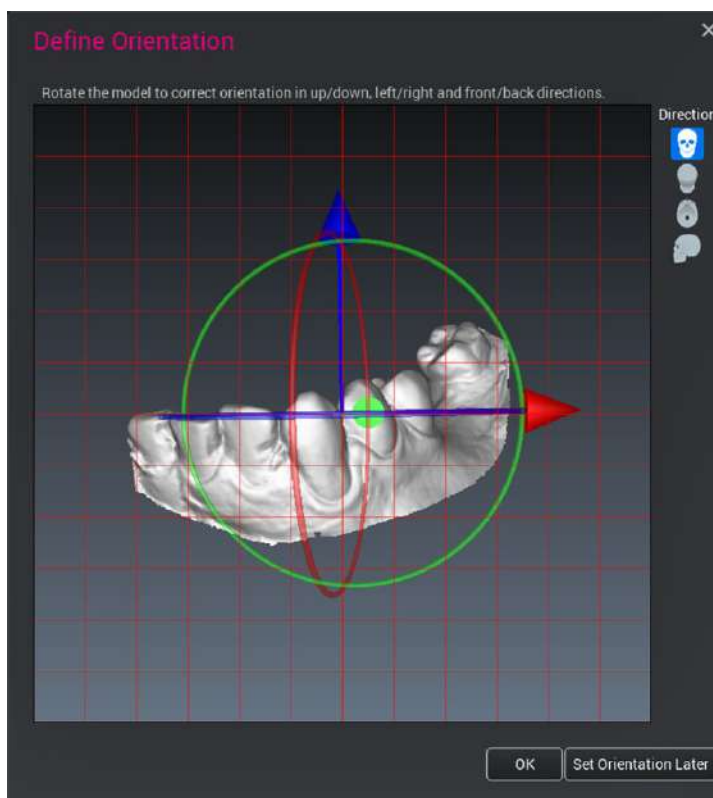 Define Orientation
Rotate the model to correct orientation in up/down, left/right and front/back directions.
Direction
OK
Set Orientation Later